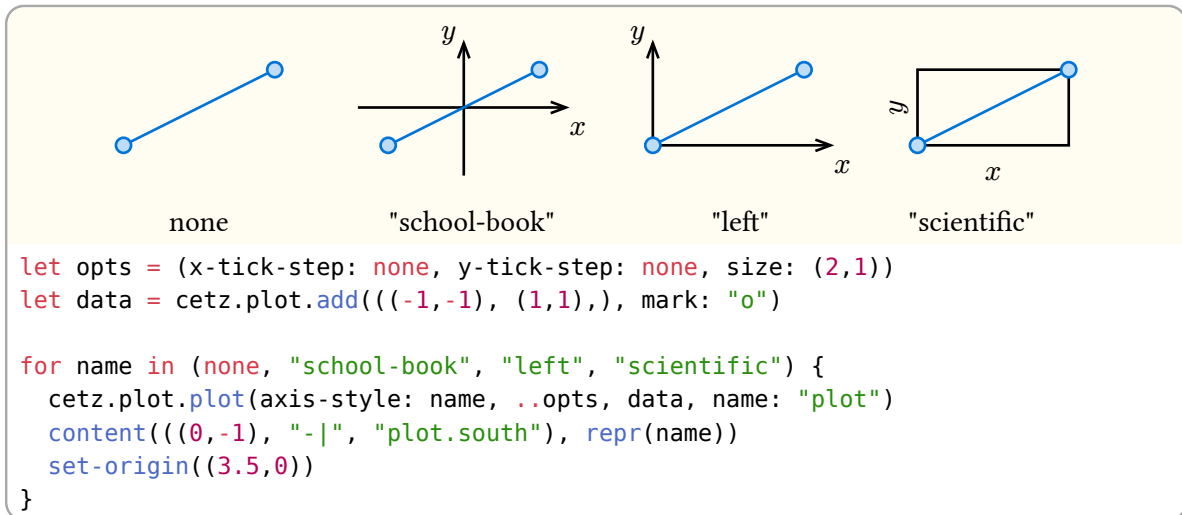 y y
x x y x
none "school-book" "left" "scientific"
let opts = (x-tick-step: none, y-tick-step: none, size: (2,1))
let data = cetz.plot.add(((-1,-1), (1,1),), mark: "o")
for name in (none, "school-book", "left", "scientific") {
  cetz.plot.plot(axis-style: name, ..opts, data, name: "plot")
  content(((0,-1), "-|", "plot.south"), repr(name))
  set-origin((3.5,0))
}